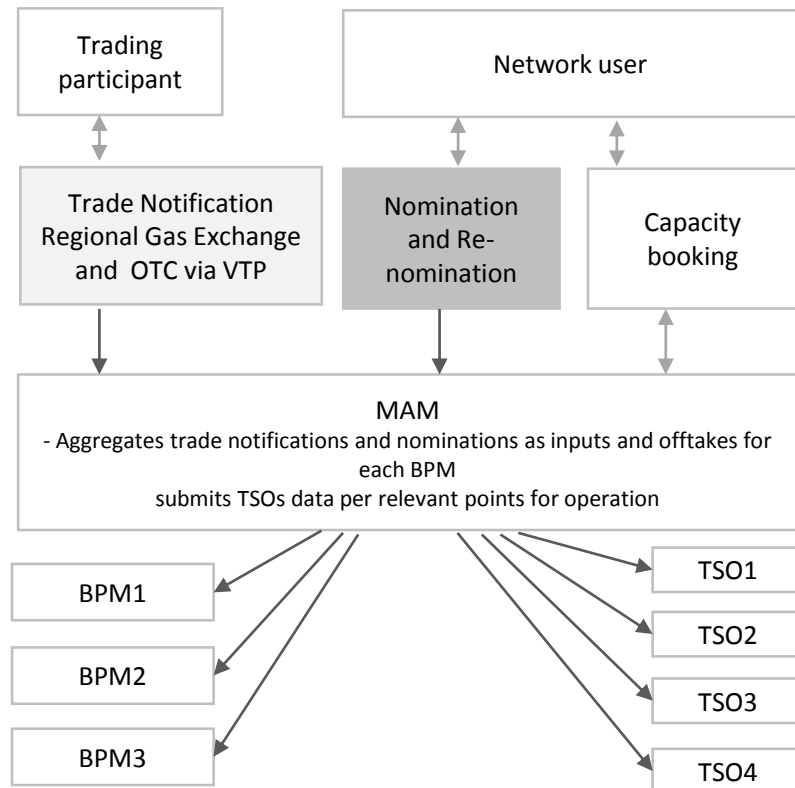 Trading
participant
Network user
Trade Notification
Regional Gas Exchange
and  OTC via VTP
Nomination
and Re-
nomination
Capacity
booking
MAM
- Aggregates trade notifications and nominations as inputs and offtakes for
each BPM
submits TSOs data per relevant points for operation
BPM1
BPM2
BPM3
TSO1
TSO2
TSO3
TSO4